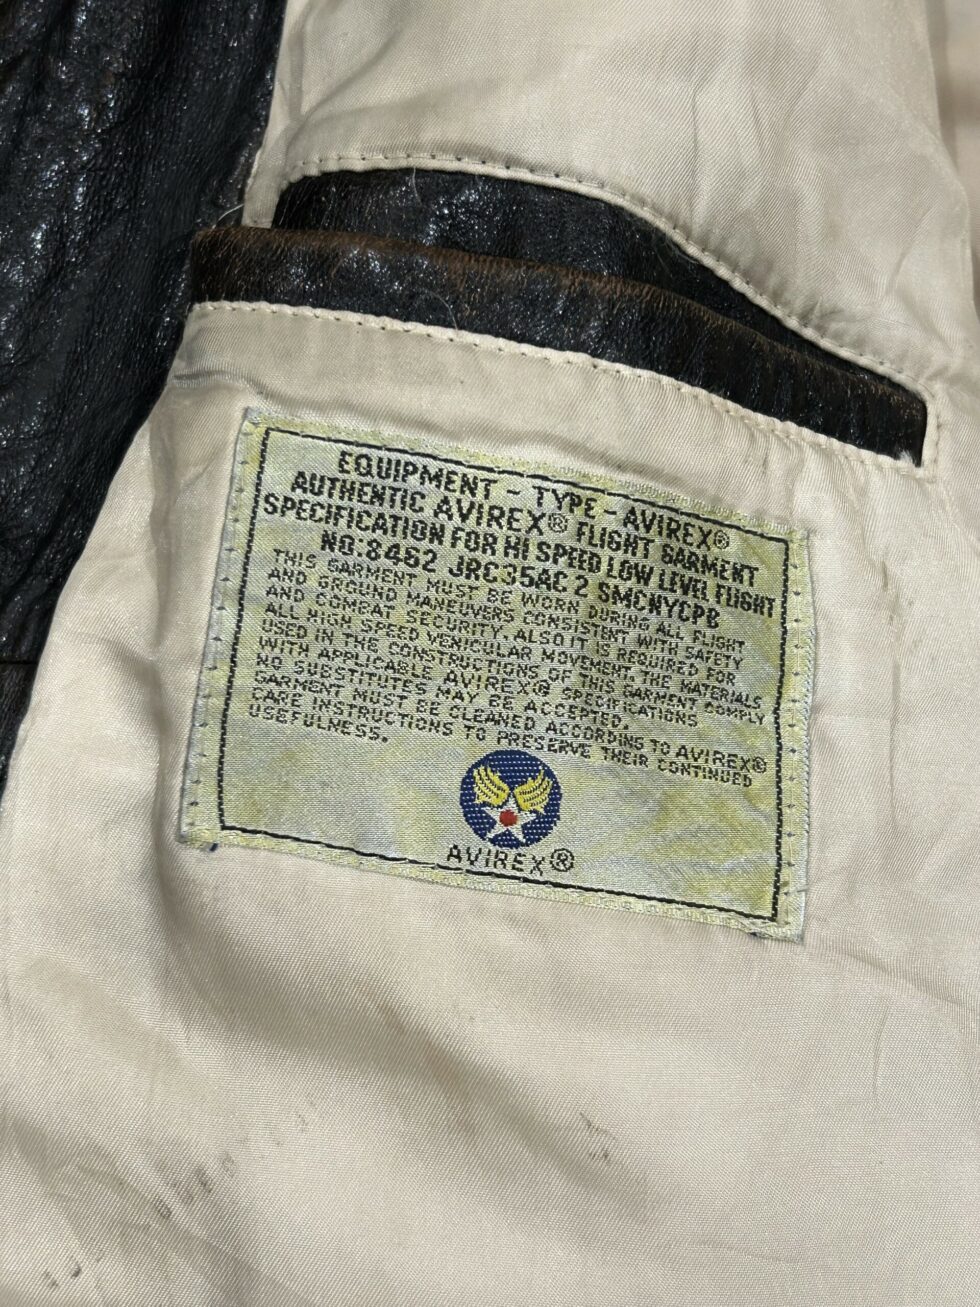 EQUIPMENT - TYPE - AVIREX®
AUTHENTIC AVIREX® FLIGHT GARMENT
SPECIFICATION FOR HI SPEED LOW LEVEL FLIGHT
NO:8462 JRC35AC2 SMCNYCPB
THIS GARMENT MUST BE WORN DURING ALL FLIGHT
AND GROUND MANEUVERS CONSISTENT WITH SAFETY
AND COMBAT SECURITY. ALSO IT IS REQUIRED FOR
ALL HIGH SPEED VEHICULAR MOVEMENT. THE MATERIALS
USED IN THE CONSTRUCTIONS OF THIS GARMENT COMPLY
WITH APPLICABLE AVIREX® SPECIFICATIONS
NO SUBSTITUTES MAY BE ACCEPTED.
GARMENT MUST BE CLEANED ACCORDING TO AVIREX®
CARE INSTRUCTIONS TO PRESERVE THEIR CONTINUED
USEFULNESS.
AVIREX®